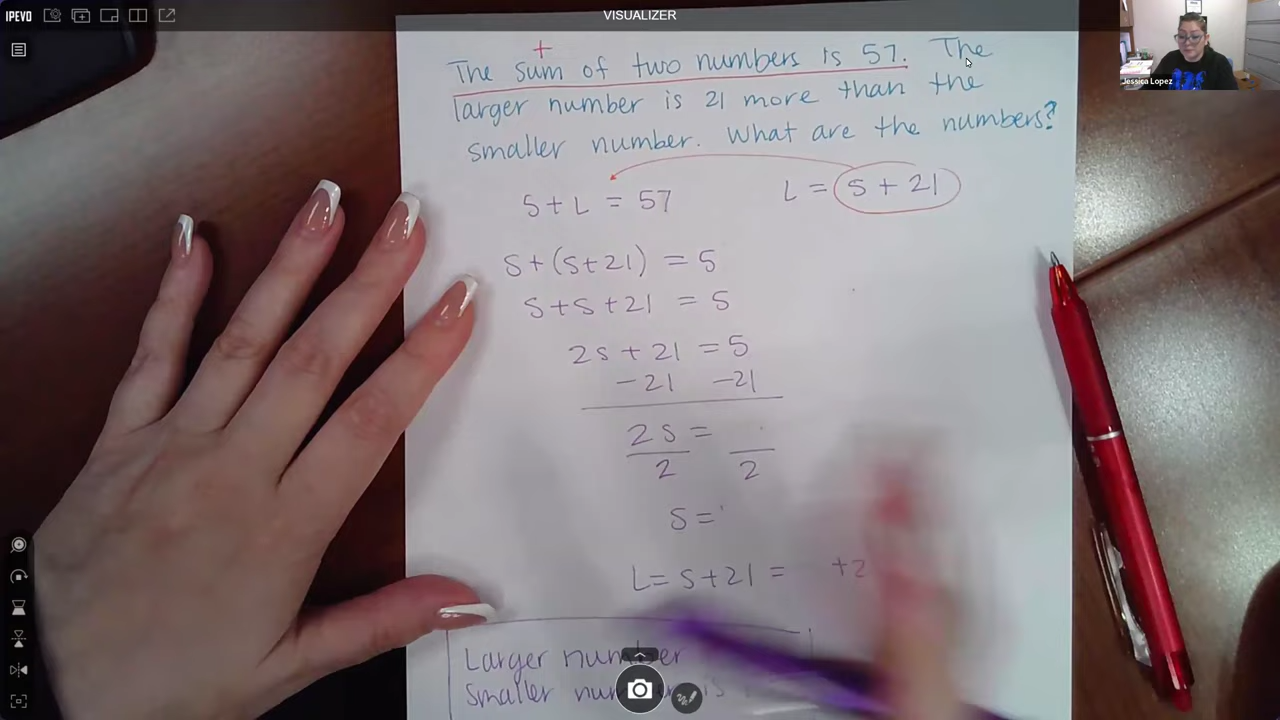 IPEVO
VISUALIZER
Jessica Lopez
+
The sum of two numbers is 57. The
larger number is 21 more than the
smaller number. What are the numbers?
S + L = 57
L = S + 21
S + (S + 21) = 5
S + S + 21 = 5
2S + 21 = 5
- 21 - 21
2S =
2 2
S =
L = S + 21 = + 2
Larger number
smaller is